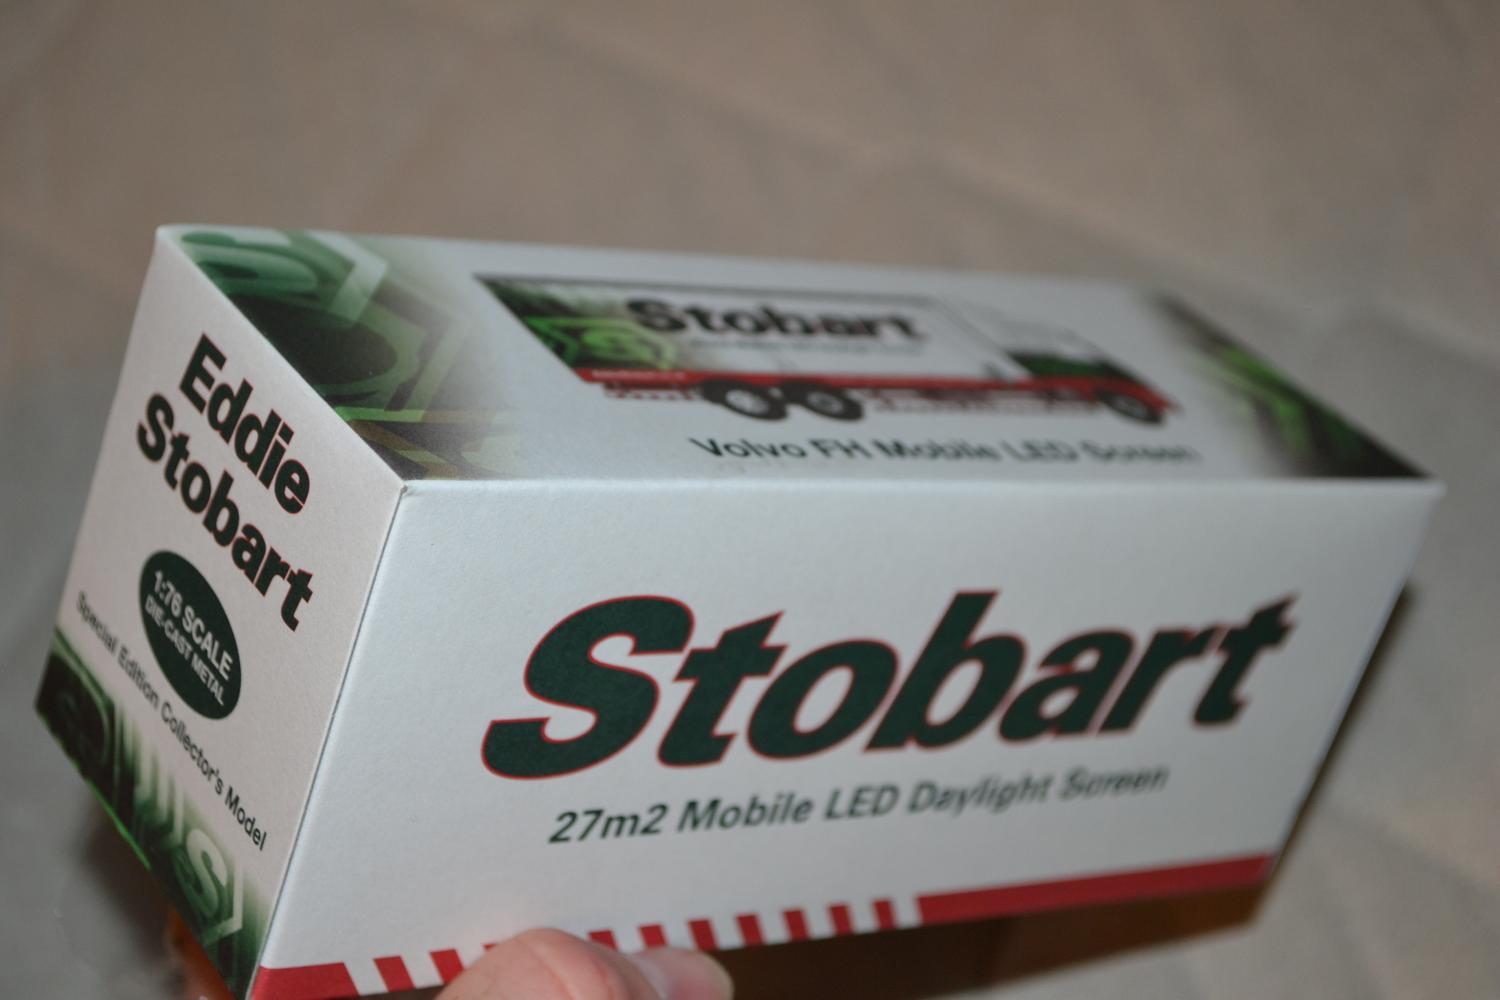 Stobart
Volvo FH Mobile LED Screen
Eddie
Stobart
1:76 SCALE
DIE-CAST METAL
Special Edition Collector's Model
Stobart
27m2 Mobile LED Daylight Screen